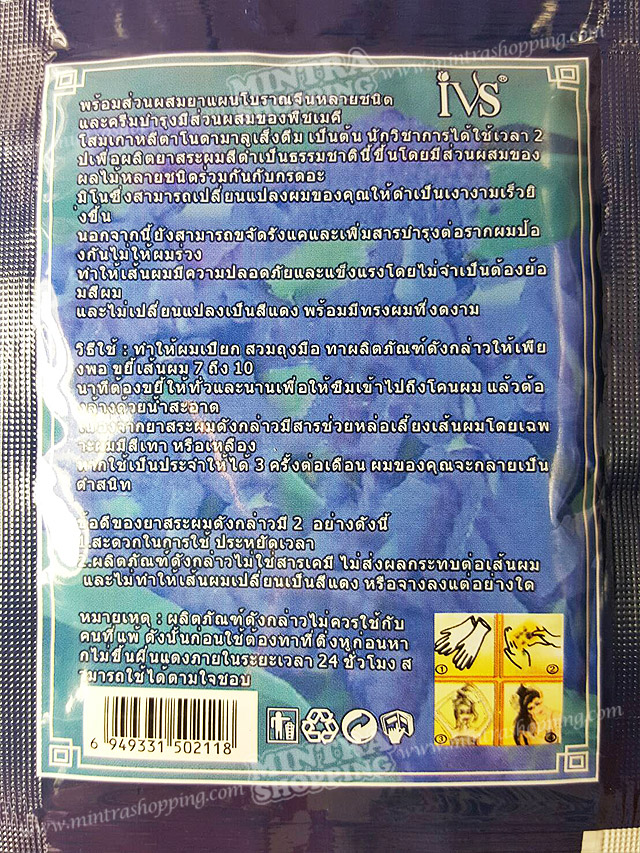 MINTRA SHOPPING
www.mintrashopping.com
iVS®
พร้อมส่วนผสมยาแผนโบราณจีนหลายชนิด
และครีมบำรุงมีส่วนผสมของพืชเมคี
โสมเกาหลีตาโนดามาลูเส็งดีม เป็นต้น นักวิชาการได้ใช้เวลา 2
ปเพื่อผลิตยาสระผมสีดำเป็นธรรมชาตินี้ขึ้นโดยมีส่วนผสมของ
ผลไม้หลายชนิดร่วมกันกับกรดอะ
มิโนซึ่งสามารถเปลี่ยนแปลงผมของคุณให้ดำเป็นเงางามเร็วยิ
่งขึ้น
นอกจากนี้ยังสามารถขจัดรังแคและเพิ่มสารบำรุงต่อรากผมป้อ
งกันไม่ให้ผมร่วง
ทำให้เส้นผมมีความปลอดภัยและแข็งแรงโดยไม่จำเป็นต้องย้อ
มสีผม
และไม่เปลี่ยนแปลงเป็นสีแดง พร้อมมีทรงผมที่งดงาม
วิธีใช้ : ทำให้ผมเปียก สวมถุงมือ ทาผลิตภัณฑ์ดังกล่าวให้เพีย
งพอ ขยี้เส้นผม 7 ถึง 10
นาทีต้องขยี้ให้ทั่วและนานเพื่อให้ซึมเข้าไปถึงโคนผม แล้วต้อ
งล้างด้วยน้ำสะอาด
เนื่องจากยาสระผมดังกล่าวมีสารช่วยหล่อเลี้ยงเส้นผมโดยเฉพ
าะผมมีสีเทา หรือเหลือง
หากใช้เป็นประจำให้ได้ 3 ครั้งต่อเดือน ผมของคุณจะกลายเป็น
ดำสนิท
ข้อดีของยาสระผมดังกล่าวมี 2 อย่างดังนี้
1.สะดวกในการใช้ ประหยัดเวลา
2.ผลิตภัณฑ์ดังกล่าวไม่ใช้สารเคมี ไม่ส่งผลกระทบต่อเส้นผม
และไม่ทำให้เส้นผมเปลี่ยนเป็นสีแดง หรือจางลงแต่อย่างใด
หมายเหตุ : ผลิตภัณฑ์ดังกล่าวไม่ควรใช้กับ
คนที่แพ้ ดังนั้นก่อนใช้ต้องทาที่ติ่งหูก่อนหา
กไม่ขึ้นผื่นแดงภายในระยะเวลา 24 ชั่วโมง ส
ามารถใช้ได้ตามใจชอบ
1 2
3 4
6 949331 502118
MINTRA SHOPPING
www.mintrashopping.com
www.mintrashopping.com